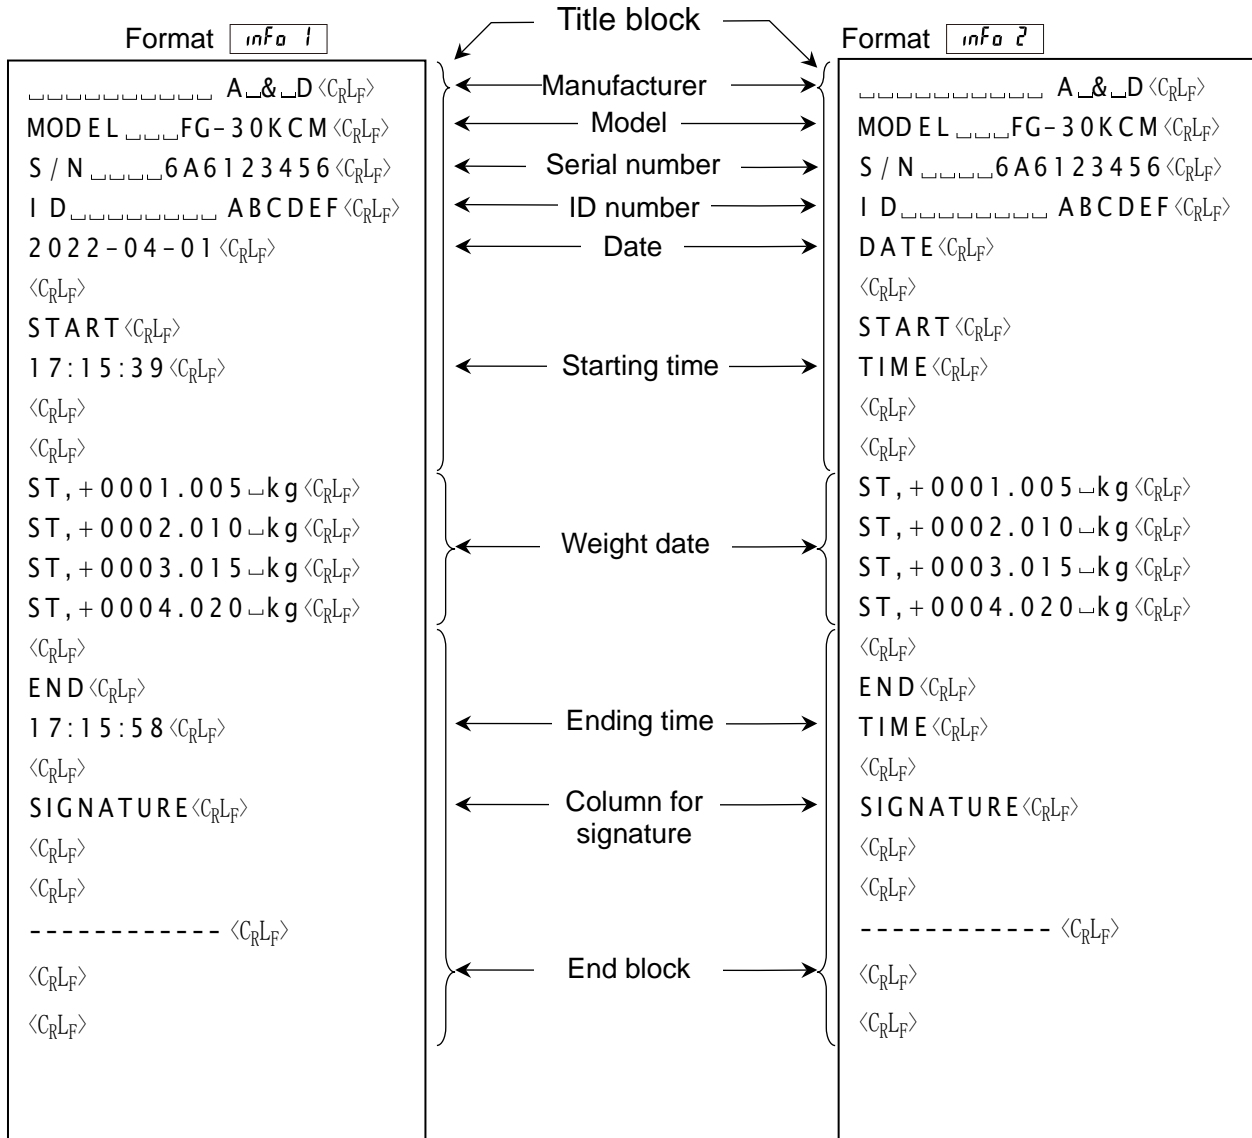 Title block
Format info 1
Format info 2
␣␣␣␣␣␣␣␣␣␣ A␣&␣D〈CRLF〉
MODEL␣␣␣FG-30KCM〈CRLF〉
S/N␣␣␣␣6A6123456〈CRLF〉
ID␣␣␣␣␣␣␣␣ABCDEF〈CRLF〉
2022-04-01〈CRLF〉
〈CRLF〉
START〈CRLF〉
17:15:39〈CRLF〉
〈CRLF〉
〈CRLF〉
ST,+0001.005␣kg〈CRLF〉
ST,+0002.010␣kg〈CRLF〉
ST,+0003.015␣kg〈CRLF〉
ST,+0004.020␣kg〈CRLF〉
〈CRLF〉
END〈CRLF〉
17:15:58〈CRLF〉
〈CRLF〉
SIGNATURE〈CRLF〉
〈CRLF〉
〈CRLF〉
------------〈CRLF〉
〈CRLF〉
〈CRLF〉
Manufacturer
Model
Serial number
ID number
Date
Starting time
Weight date
Ending time
Column for
signature
End block
␣␣␣␣␣␣␣␣␣␣ A␣&␣D〈CRLF〉
MODEL␣␣␣FG-30KCM〈CRLF〉
S/N␣␣␣␣6A6123456〈CRLF〉
ID␣␣␣␣␣␣␣␣ABCDEF〈CRLF〉
DATE〈CRLF〉
〈CRLF〉
START〈CRLF〉
TIME〈CRLF〉
〈CRLF〉
〈CRLF〉
ST,+0001.005␣kg〈CRLF〉
ST,+0002.010␣kg〈CRLF〉
ST,+0003.015␣kg〈CRLF〉
ST,+0004.020␣kg〈CRLF〉
〈CRLF〉
END〈CRLF〉
TIME〈CRLF〉
〈CRLF〉
SIGNATURE〈CRLF〉
〈CRLF〉
〈CRLF〉
------------〈CRLF〉
〈CRLF〉
〈CRLF〉